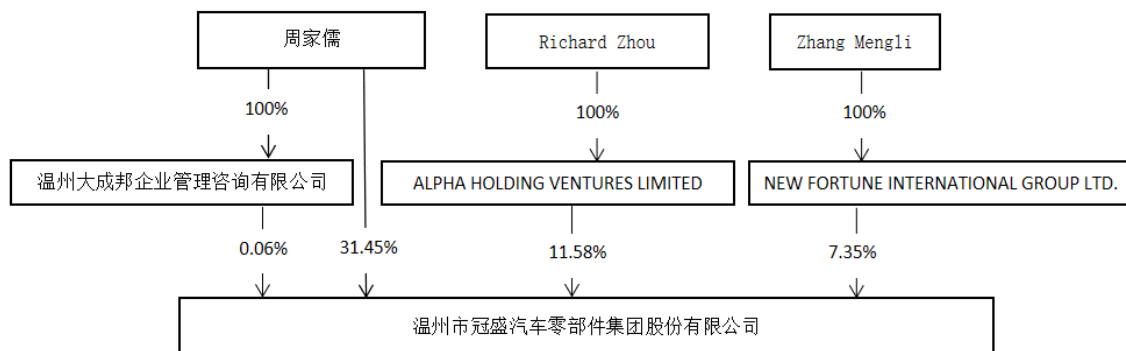 周家儒
Richard Zhou
Zhang Mengli
100%
100%
100%
温州大成邦企业管理咨询有限公司
ALPHA HOLDING VENTURES LIMITED
NEW FORTUNE INTERNATIONAL GROUP LTD.
0.06%
31.45%
11.58%
7.35%
温州市冠盛汽车零部件集团股份有限公司